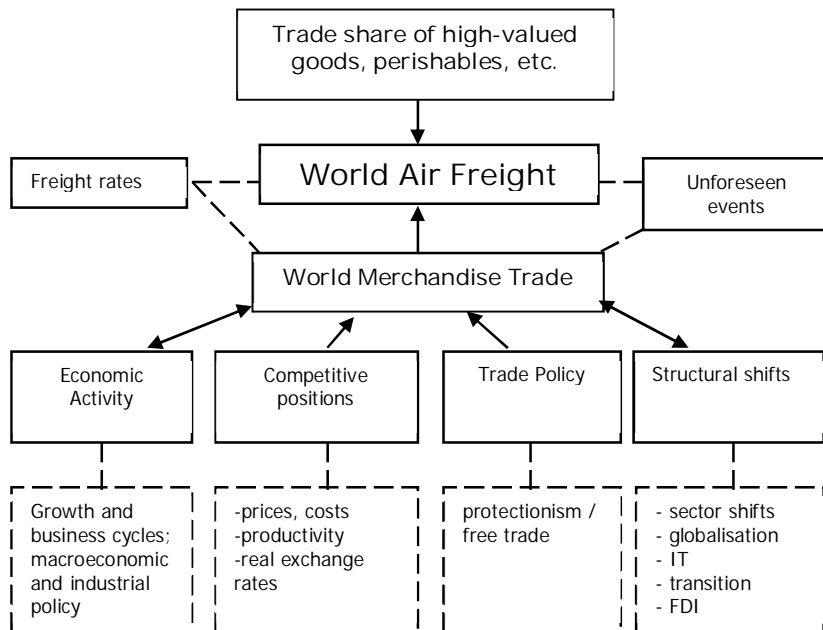 Trade share of high-valued
goods, perishables, etc.
World Air Freight
Freight rates
Unforeseen
events
World Merchandise Trade
Economic
Activity
Competitive
positions
Trade Policy
Structural shifts
Growth and
business cycles;
macroeconomic
and industrial
policy
-prices, costs
-productivity
-real exchange
rates
protectionism /
free trade
- sector shifts
- globalisation
- IT
- transition
- FDI